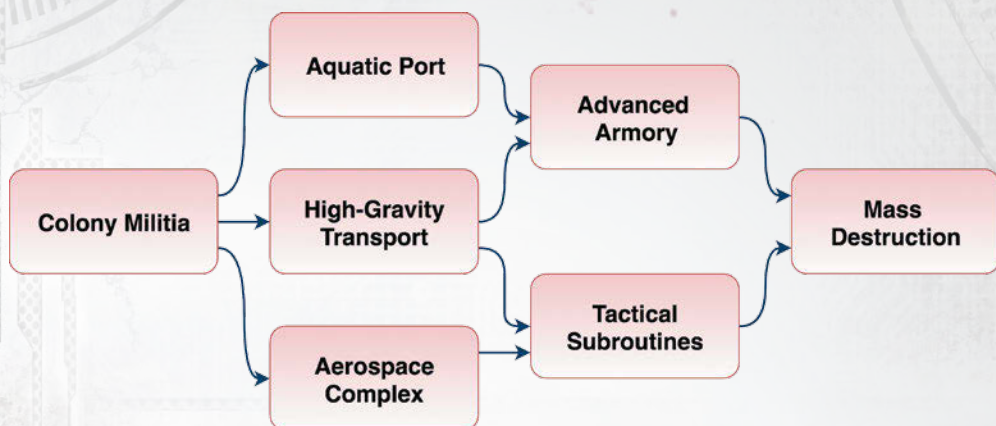 Colony Militia
Aquatic Port
High-Gravity
Transport
Aerospace
Complex
Advanced
Armory
Tactical
Subroutines
Mass
Destruction